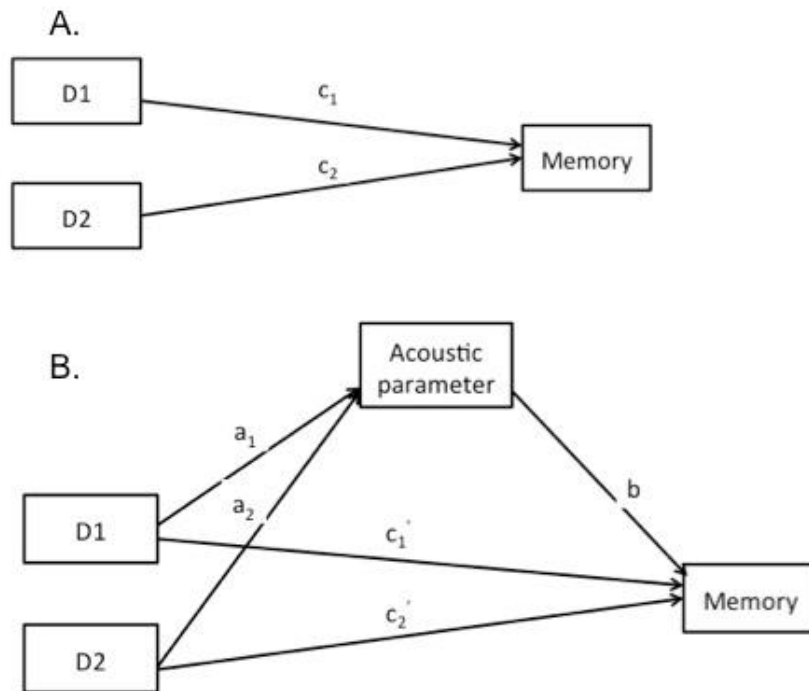 A.
D1
c₁
Memory
c₂
D2
B.
Acoustic
parameter
a₁
b
a₂
D1
c₁'
Memory
c₂'
D2